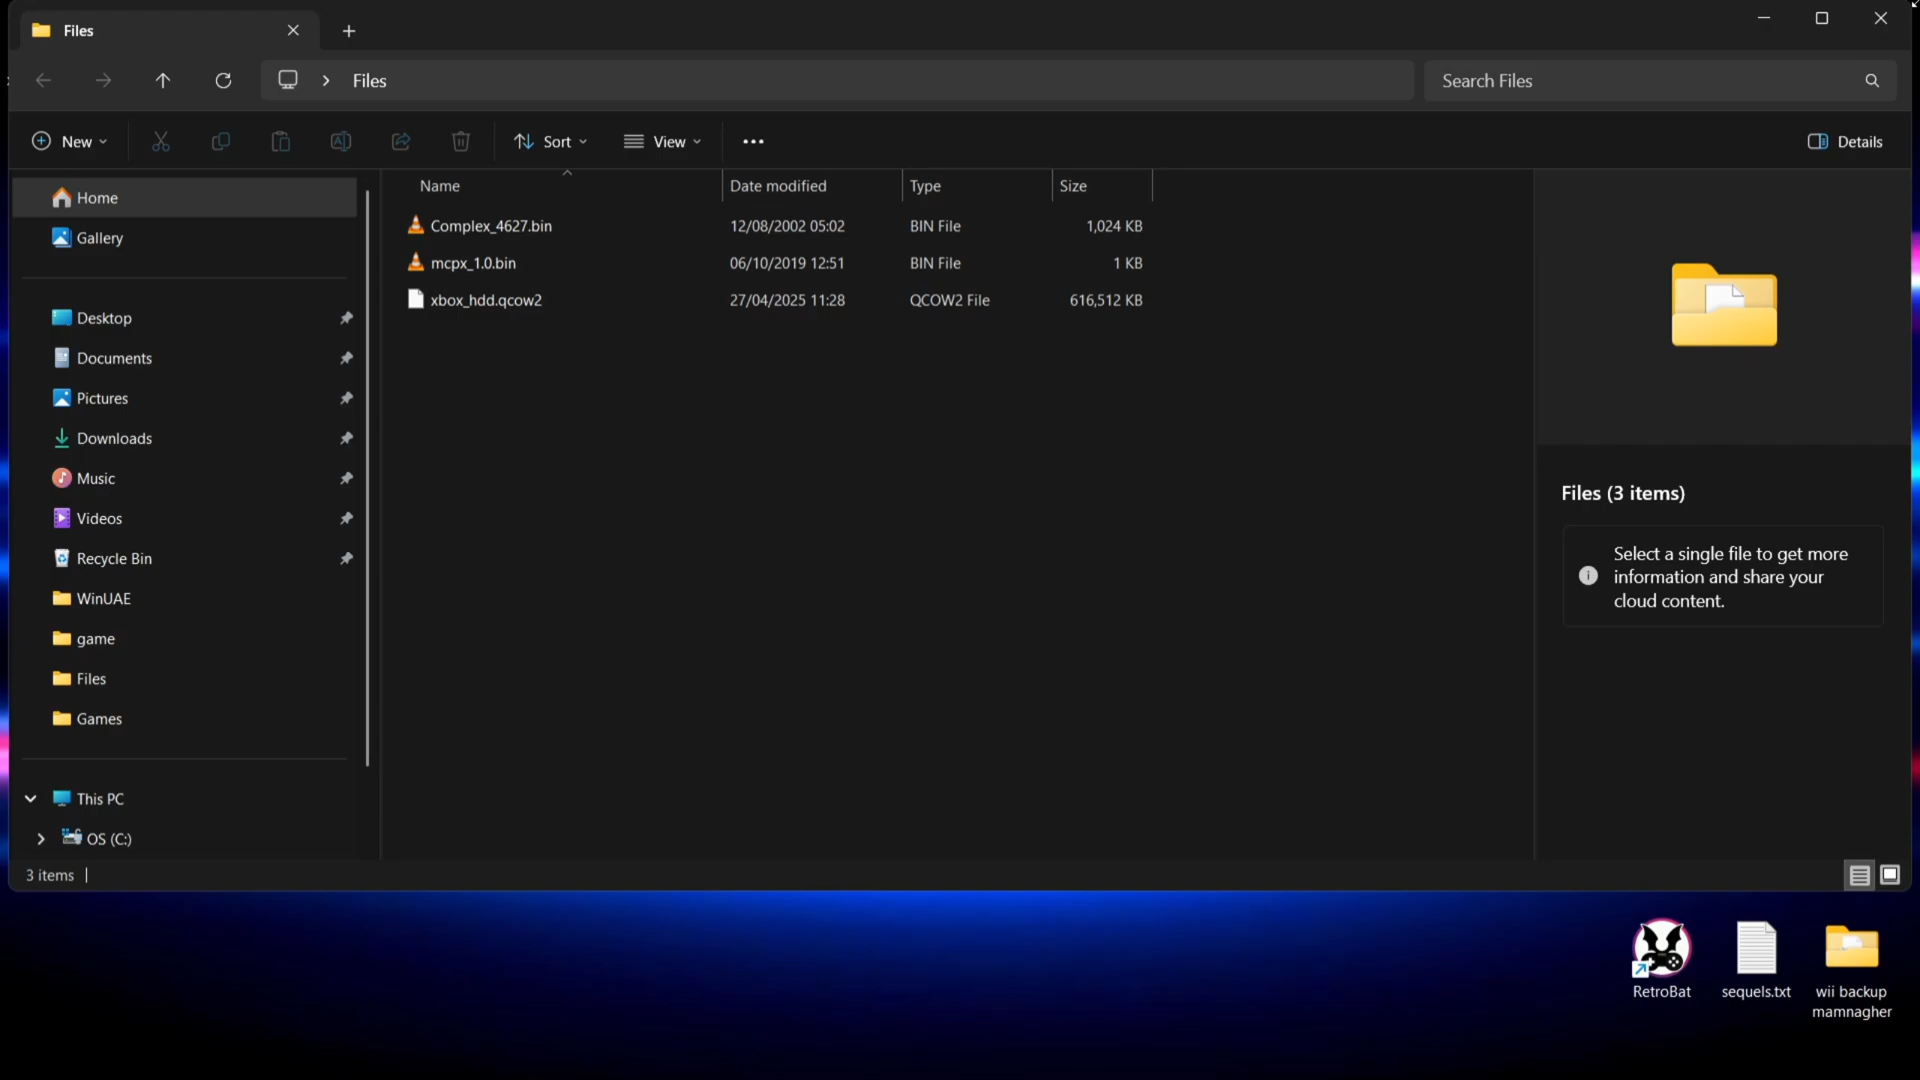 Files
Files
Search Files
New
Sort
View
Details
Home
Gallery
Desktop
Documents
Pictures
Downloads
Music
Videos
Recycle Bin
WinUAE
game
Files
Games
This PC
OS (C:)
Name Date modified Type Size
Complex_4627.bin 12/08/2002 05:02 BIN File 1,024 KB
mcpx_1.0.bin 06/10/2019 12:51 BIN File 1 KB
xbox_hdd.qcow2 27/04/2025 11:28 QCOW2 File 616,512 KB
Files (3 items)
Select a single file to get more
information and share your
cloud content.
3 items
RetroBat
sequels.txt
wii backup
mamnagher